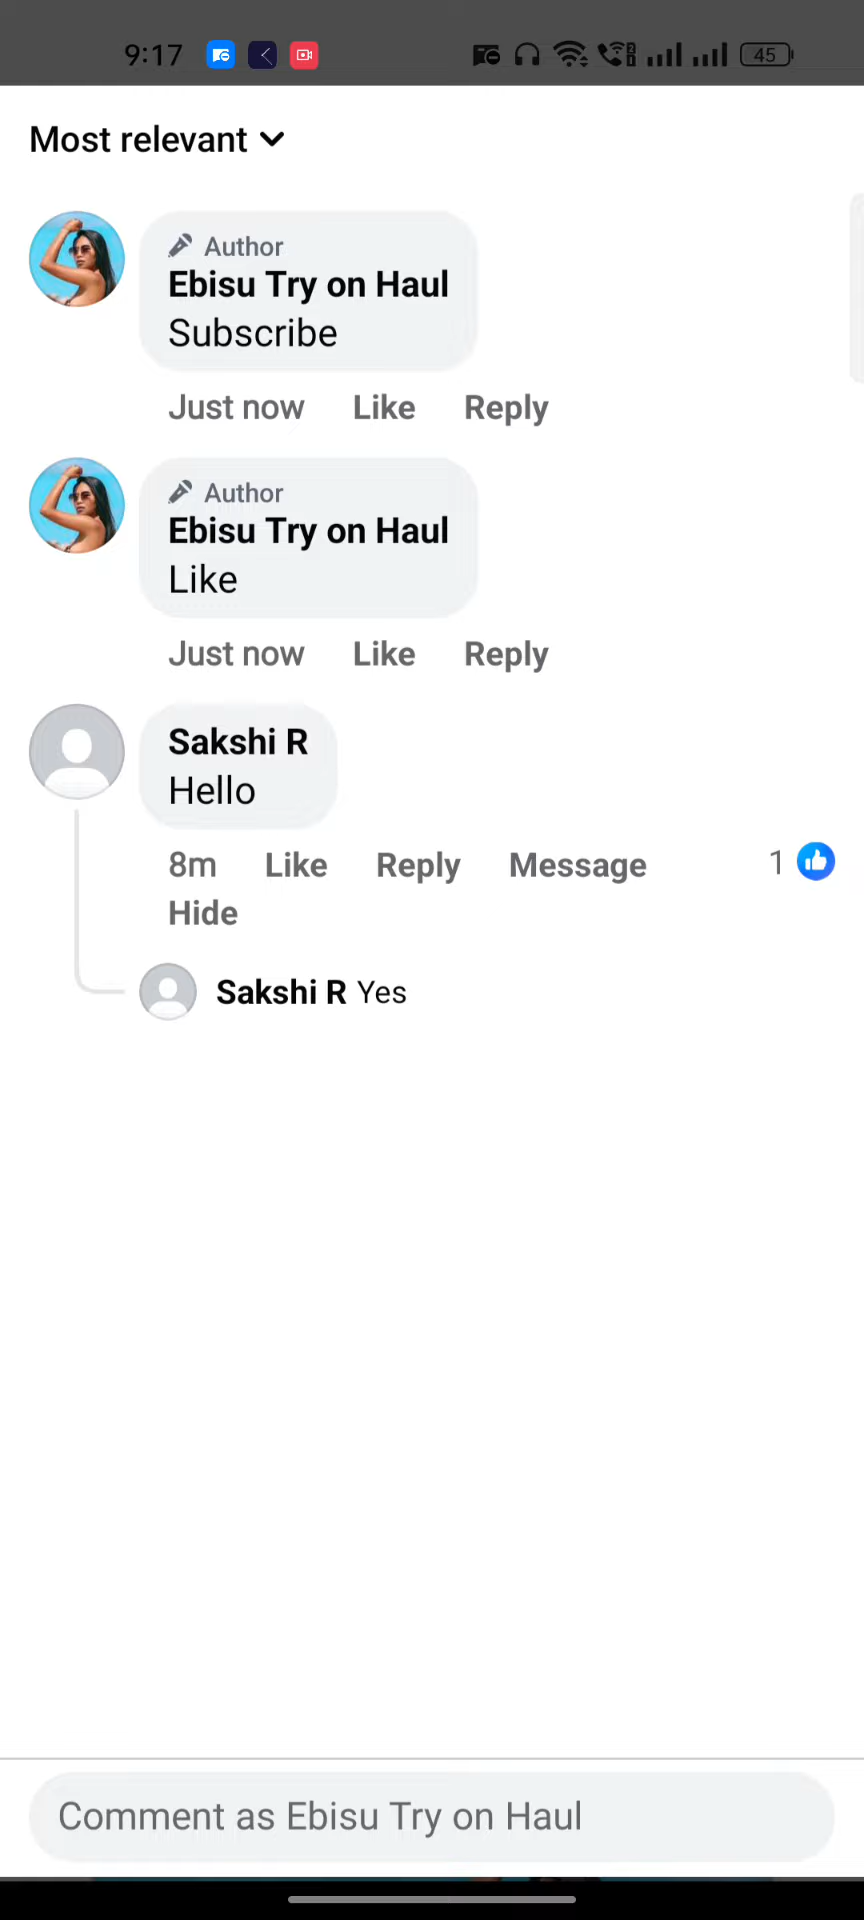 9:17
45
Most relevant
Author
Ebisu Try on Haul
Subscribe
Just now Like Reply
Author
Ebisu Try on Haul
Like
Just now Like Reply
Sakshi R
Hello
8m Like Reply Message 1
Hide
Sakshi R Yes
Comment as Ebisu Try on Haul